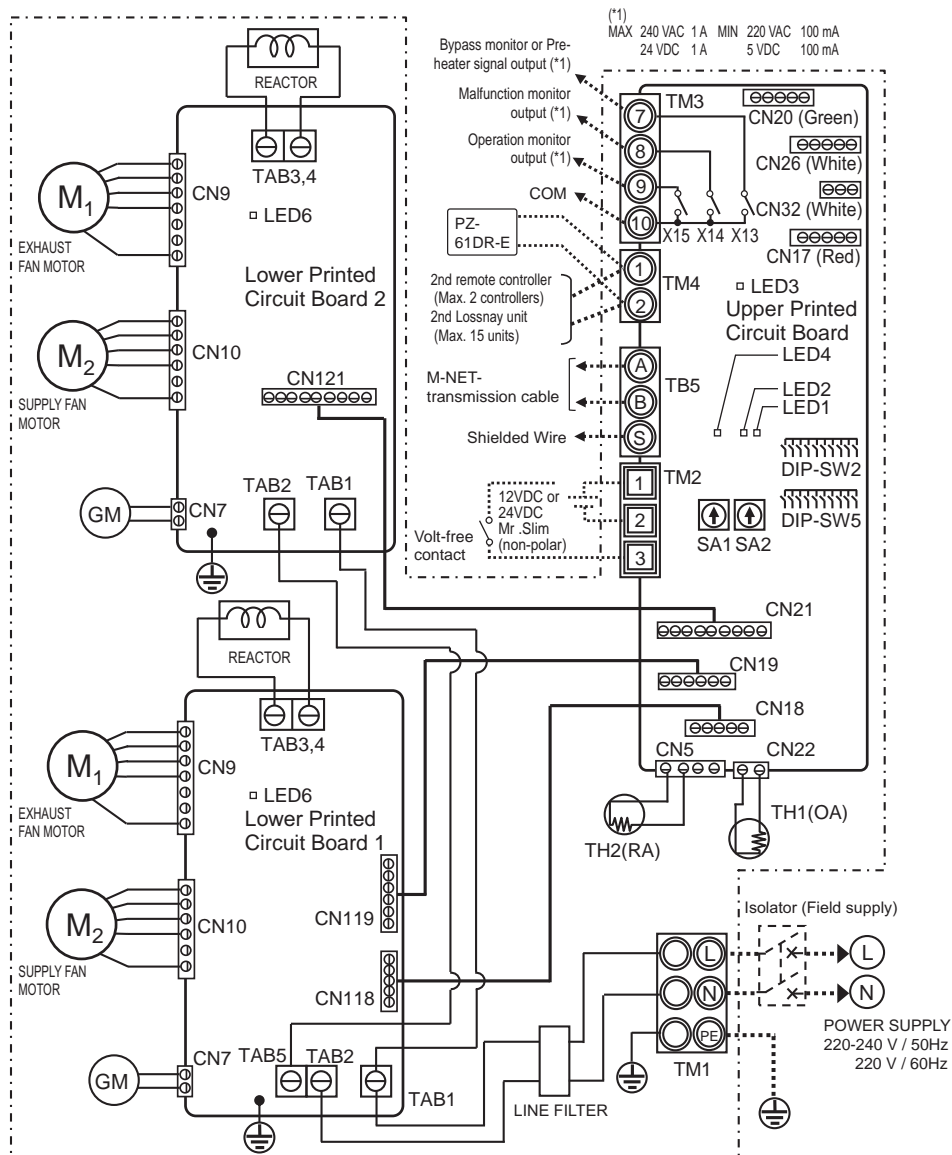 (*1)
MAX 240 VAC 1 A MIN 220 VAC 100 mA
24 VDC 1 A 5 VDC 100 mA
Bypass monitor or Pre-
heater signal output (*1)
Malfunction monitor
output (*1)
Operation monitor
output (*1)
COM
PZ-
61DR-E
2nd remote controller
(Max. 2 controllers)
2nd Lossnay unit
(Max. 15 units)
M-NET-
transmission cable
Shielded Wire
12VDC or
24VDC
Mr .Slim
(non-polar)
Volt-free
contact
TM3
7
8
9
10
X15 X14 X13
TM4
1
2
TB5
A
B
S
TM2
1
2
3
CN20 (Green)
CN26 (White)
CN32 (White)
CN17 (Red)
LED3
Upper Printed
Circuit Board
LED4
LED2
LED1
DIP-SW2
DIP-SW5
SA1 SA2
CN21
CN19
CN18
CN5
CN22
TH2(RA)
TH1(OA)
REACTOR
TAB3,4
M1
EXHAUST
FAN MOTOR
CN9
LED6
Lower Printed
Circuit Board 2
M2
SUPPLY FAN
MOTOR
CN10
CN121
TAB2
TAB1
GM
CN7
REACTOR
TAB3,4
M1
EXHAUST
FAN MOTOR
CN9
LED6
Lower Printed
Circuit Board 1
M2
SUPPLY FAN
MOTOR
CN10
CN119
CN118
GM
CN7
TAB5
TAB2
TAB1
LINE FILTER
TM1
L
N
PE
Isolator (Field supply)
L
N
POWER SUPPLY
220-240 V / 50Hz
220 V / 60Hz